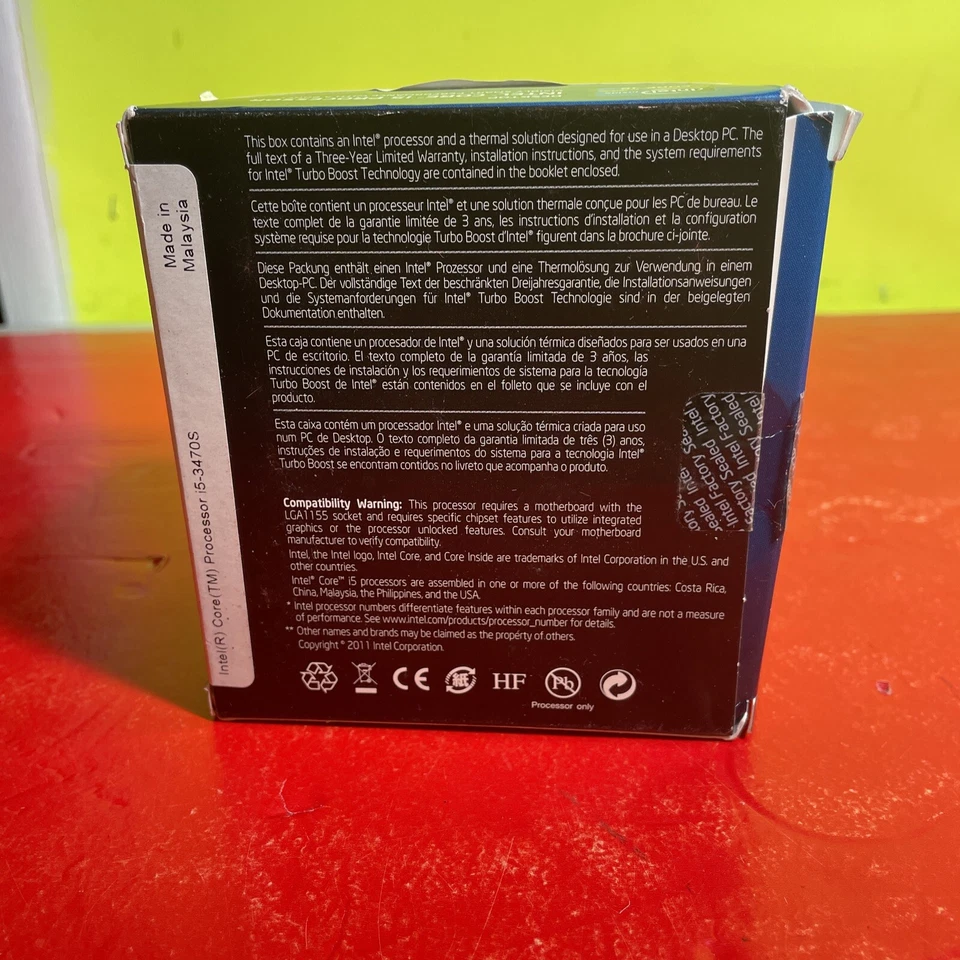 Made in
Malaysia
Intel(R) Core(TM) Processor i5-3470S
This box contains an Intel® processor and a thermal solution designed for use in a Desktop PC. The
full text of a Three-Year Limited Warranty, installation instructions, and the system requirements
for Intel® Turbo Boost Technology are contained in the booklet enclosed.
Cette boîte contient un processeur Intel® et une solution thermale conçue pour les PC de bureau. Le
texte complet de la garantie limitée de 3 ans, les instructions d'installation et la configuration
système requise pour la technologie Turbo Boost d'Intel® figurent dans la brochure ci-jointe.
Diese Packung enthält einen Intel® Prozessor und eine Thermolösung zur Verwendung in einem
Desktop-PC. Der vollständige Text der beschränkten Dreijahresgarantie, die Installationsanweisungen
und die Systemanforderungen für Intel® Turbo Boost Technologie sind in der beigelegten
Dokumentation enthalten.
Esta caja contiene un procesador de Intel® y una solución térmica diseñados para ser usados en una
PC de escritorio. El texto completo de la garantía limitada de 3 años, las
instrucciones de instalación y los requerimientos de sistema para la tecnología
Turbo Boost de Intel® están contenidos en el folleto que se incluye con el
producto.
Esta caixa contém um processador Intel® e uma solução térmica criada para uso
num PC de Desktop. O texto completo da garantia limitada de três (3) anos,
instruções de instalação e requerimentos do sistema para a tecnologia Intel®
Turbo Boost se encontram contidos no livreto que acompanha o produto.
Compatibility Warning: This processor requires a motherboard with the
LGA1155 socket and requires specific chipset features to utilize integrated
graphics or the processor unlocked features. Consult your motherboard
manufacturer to verify compatibility.
Intel, the Intel logo, Intel Core, and Core Inside are trademarks of Intel Corporation in the U.S. and
other countries.
Intel® Core™ i5 processors are assembled in one or more of the following countries: Costa Rica,
China, Malaysia, the Philippines, and the USA.
* Intel processor numbers differentiate features within each processor family and are not a measure
of performance. See www.intel.com/products/processor_number for details.
** Other names and brands may be claimed as the property of others.
Copyright © 2011 Intel Corporation.
CE 紙 HF Pb
Processor only
Intel Factory
Sealed Intel
Factory Sealed